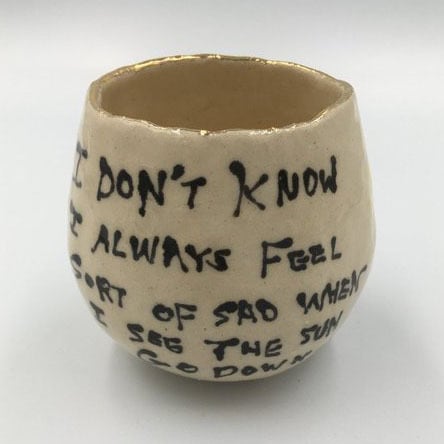 I DON'T KNOW
I ALWAYS FEEL
SORT OF SAD WHEN
I SEE THE SUN
GO DOWN